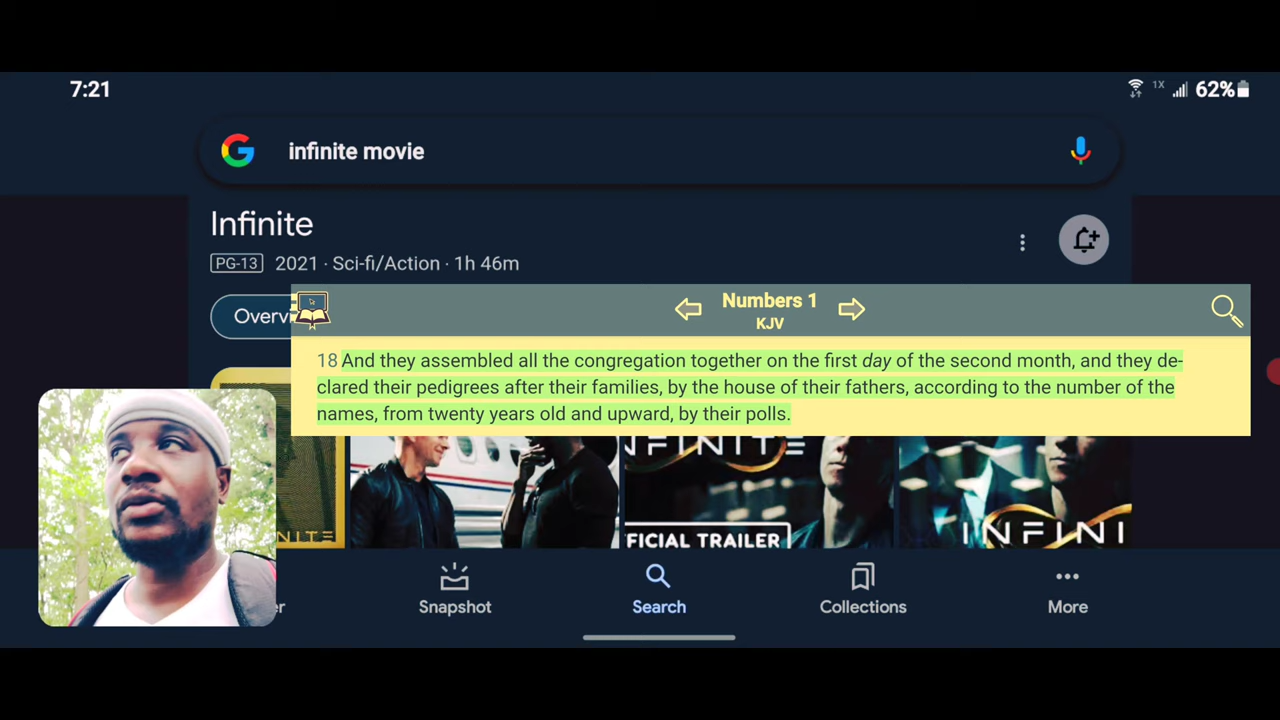 7:21
1X
62%
infinite movie
Infinite
PG-13 2021 · Sci-fi/Action · 1h 46m
Overv
Numbers 1
KJV
18 And they assembled all the congregation together on the first day of the second month, and they de-
clared their pedigrees after their families, by the house of their fathers, according to the number of the
names, from twenty years old and upward, by their polls.
INFINITE
FICIAL TRAILER
INFINI
NITE
er
Snapshot
Search
Collections
More